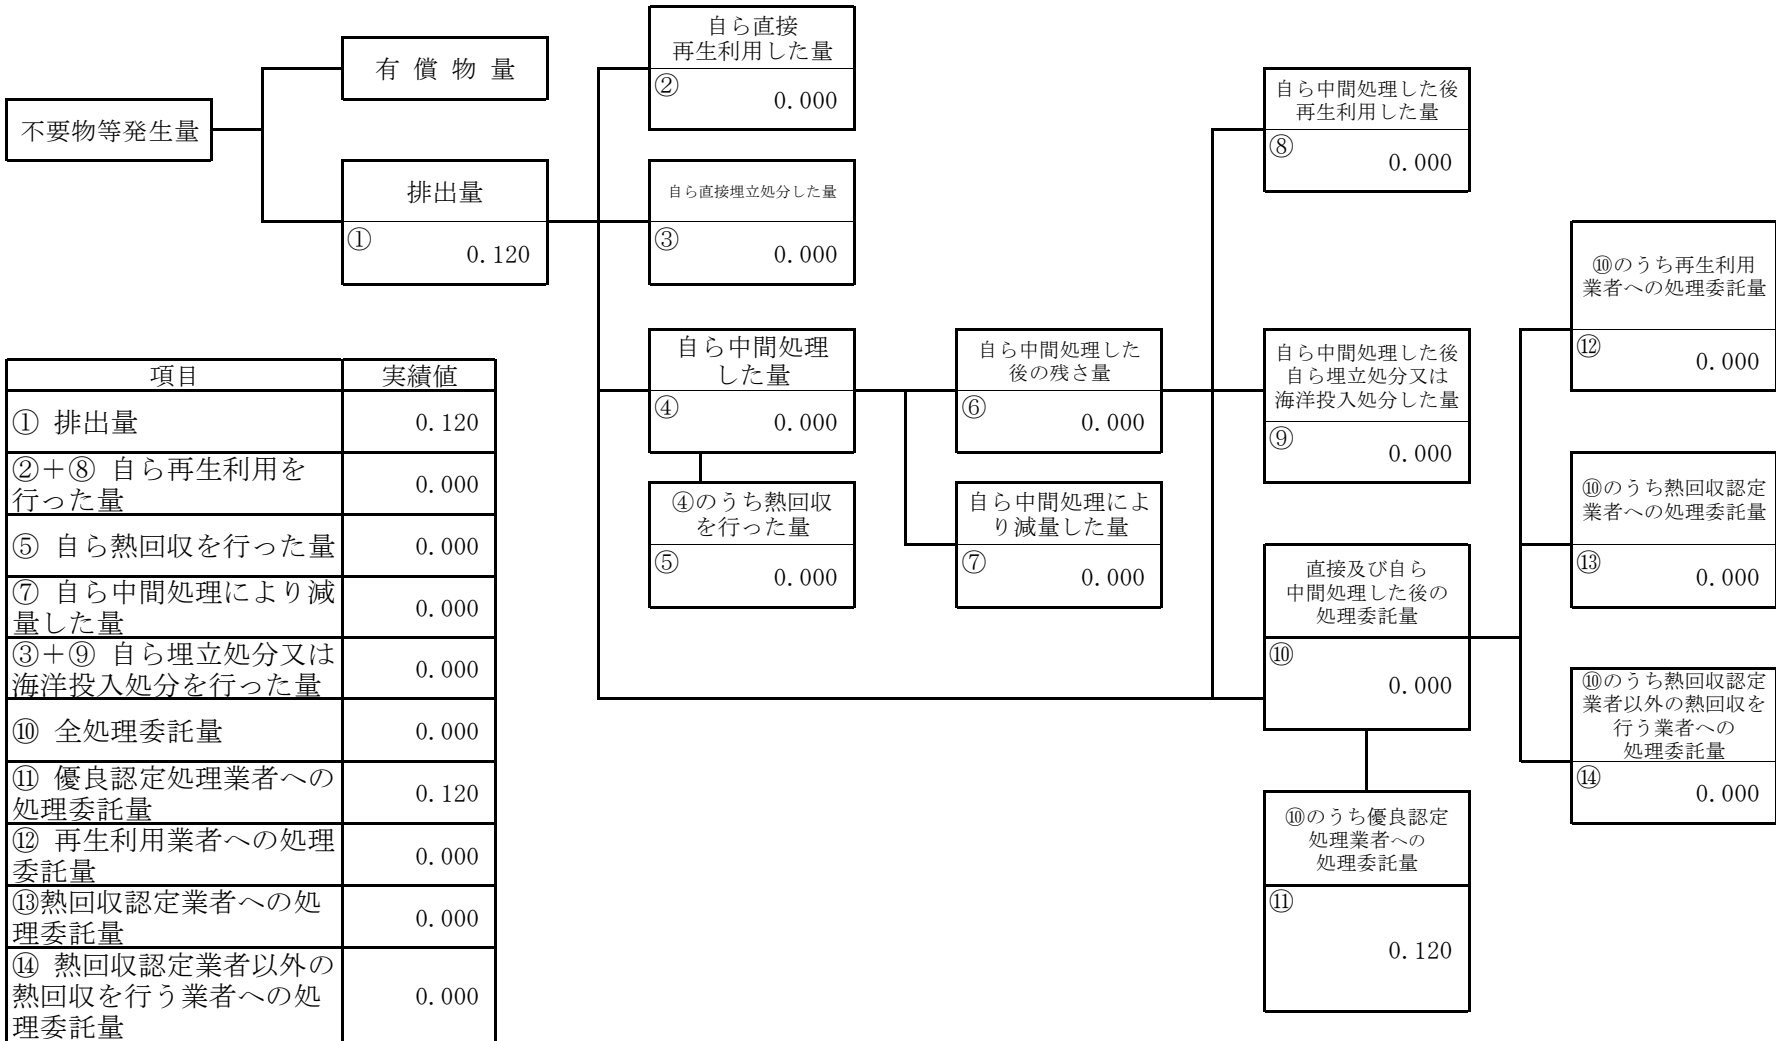 不要物等発生量
有 償 物 量
排出量
①
0.120
自ら直接
再生利用した量
②
0.000
自ら直接埋立処分した量
③
0.000
自ら中間処理
した量
④
0.000
④のうち熱回収
を行った量
⑤
0.000
自ら中間処理した
後の残さ量
⑥
0.000
自ら中間処理によ
り減量した量
⑦
0.000
自ら中間処理した後
再生利用した量
⑧
0.000
自ら中間処理した後
自ら埋立処分又は
海洋投入処分した量
⑨
0.000
直接及び自ら
中間処理した後の
処理委託量
⑩
0.000
⑩のうち優良認定
処理業者への
処理委託量
⑪
0.120
⑩のうち再生利用
業者への処理委託量
⑫
0.000
⑩のうち熱回収認定
業者への処理委託量
⑬
0.000
⑩のうち熱回収認定
業者以外の熱回収を
行う業者への
処理委託量
⑭
0.000
項目 実績値
① 排出量 0.120
②＋⑧ 自ら再生利用を
行った量 0.000
⑤ 自ら熱回収を行った量 0.000
⑦ 自ら中間処理により減
量した量 0.000
③＋⑨ 自ら埋立処分又は
海洋投入処分を行った量 0.000
⑩ 全処理委託量 0.000
⑪ 優良認定処理業者への
処理委託量 0.120
⑫ 再生利用業者への処理
委託量 0.000
⑬熱回収認定業者への処
理委託量 0.000
⑭ 熱回収認定業者以外の
熱回収を行う業者への処
理委託量 0.000